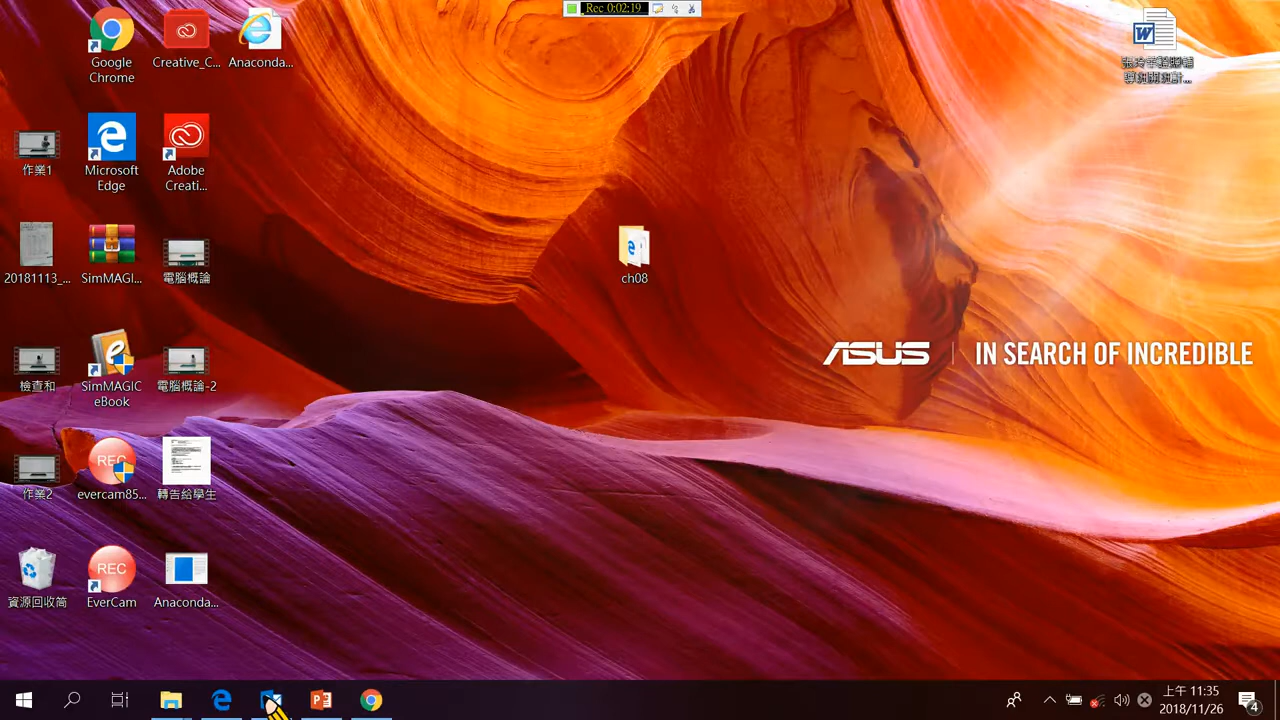 Rec 0:02:19
Google
Chrome
Creative_C...
Anaconda...
作業1
Microsoft
Edge
Adobe
Creati...
20181113_...
SimMAGI...
電腦概論
ch08
檢查和
SimMAGIC
eBook
電腦概論-2
ASUS
IN SEARCH OF INCREDIBLE
作業2
REC
evercam85...
轉告給學生
資源回收筒
REC
EverCam
Anaconda...
上午 11:35
2018/11/26
4